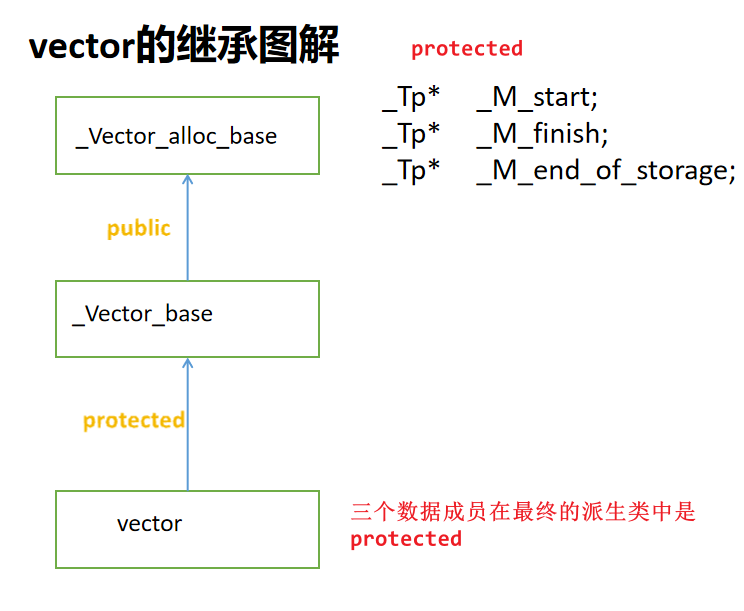 vector的继承图解
protected
_Tp* _M_start;
_Tp* _M_finish;
_Tp* _M_end_of_storage;
_Vector_alloc_base
public
_Vector_base
protected
vector
三个数据成员在最终的派生类中是
protected